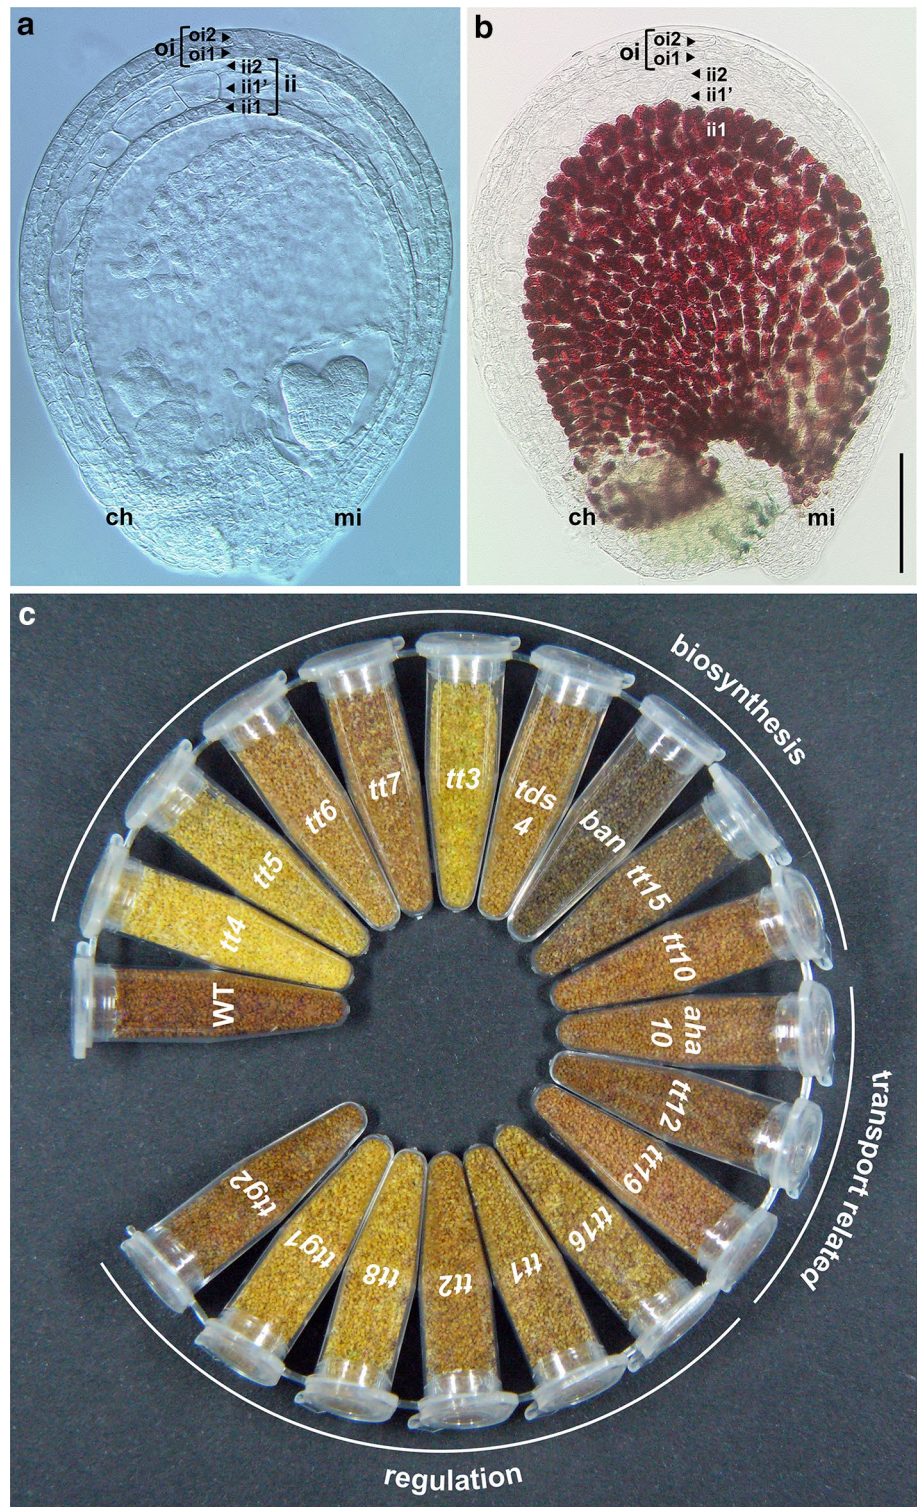 a
oi
oi2
oi1
ii2
ii1'
ii1
ii
ch
mi
b
oi
oi2
oi1
ii2
ii1'
ii1
ch
mi
c
biosynthesis
WT
tt4
tt5
tt6
tt7
tt3
tds
4
ban
tt15
tt10
aha
10
tt12
tt19
transport related
tt16
tt1
tt2
tt8
ttg1
ttg2
regulation